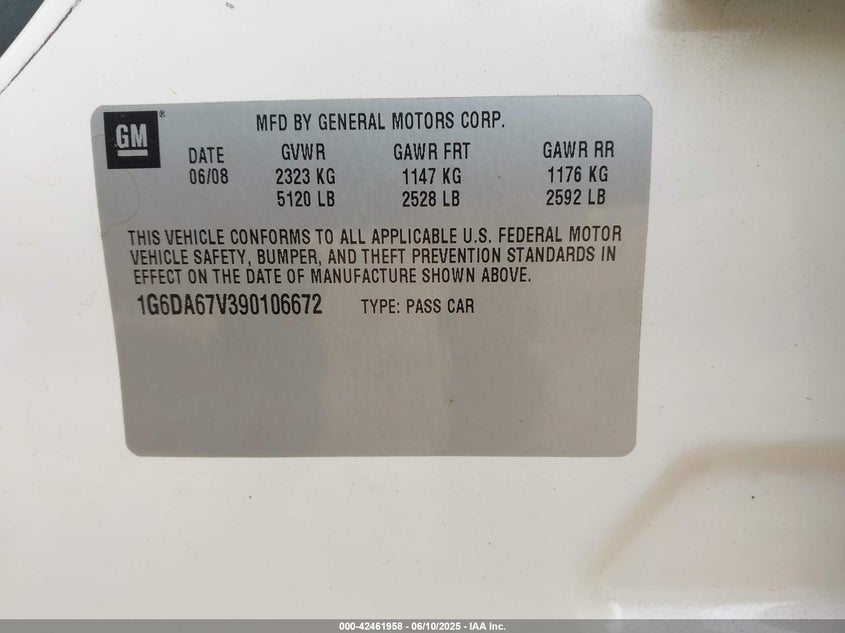 GM ®
MFD BY GENERAL MOTORS CORP.
DATE GVWR GAWR FRT GAWR RR
06/08 2323 KG 1147 KG 1176 KG
5120 LB 2528 LB 2592 LB
THIS VEHICLE CONFORMS TO ALL APPLICABLE U.S. FEDERAL MOTOR
VEHICLE SAFETY, BUMPER, AND THEFT PREVENTION STANDARDS IN
EFFECT ON THE DATE OF MANUFACTURE SHOWN ABOVE.
1G6DA67V390106672 TYPE: PASS CAR
000-42461958 - 06/10/2025 - IAA Inc.